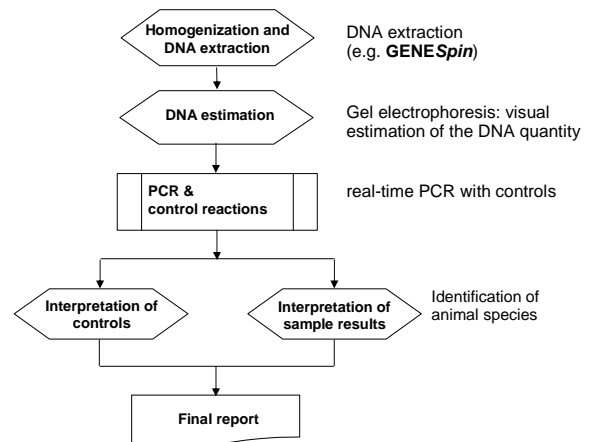 Homogenization and
DNA extraction
DNA extraction
(e.g. GENESpin)
DNA estimation
Gel electrophoresis: visual
estimation of the DNA quantity
PCR &
control reactions
real-time PCR with controls
Interpretation of
controls
Interpretation of
sample results
Identification of
animal species
Final report